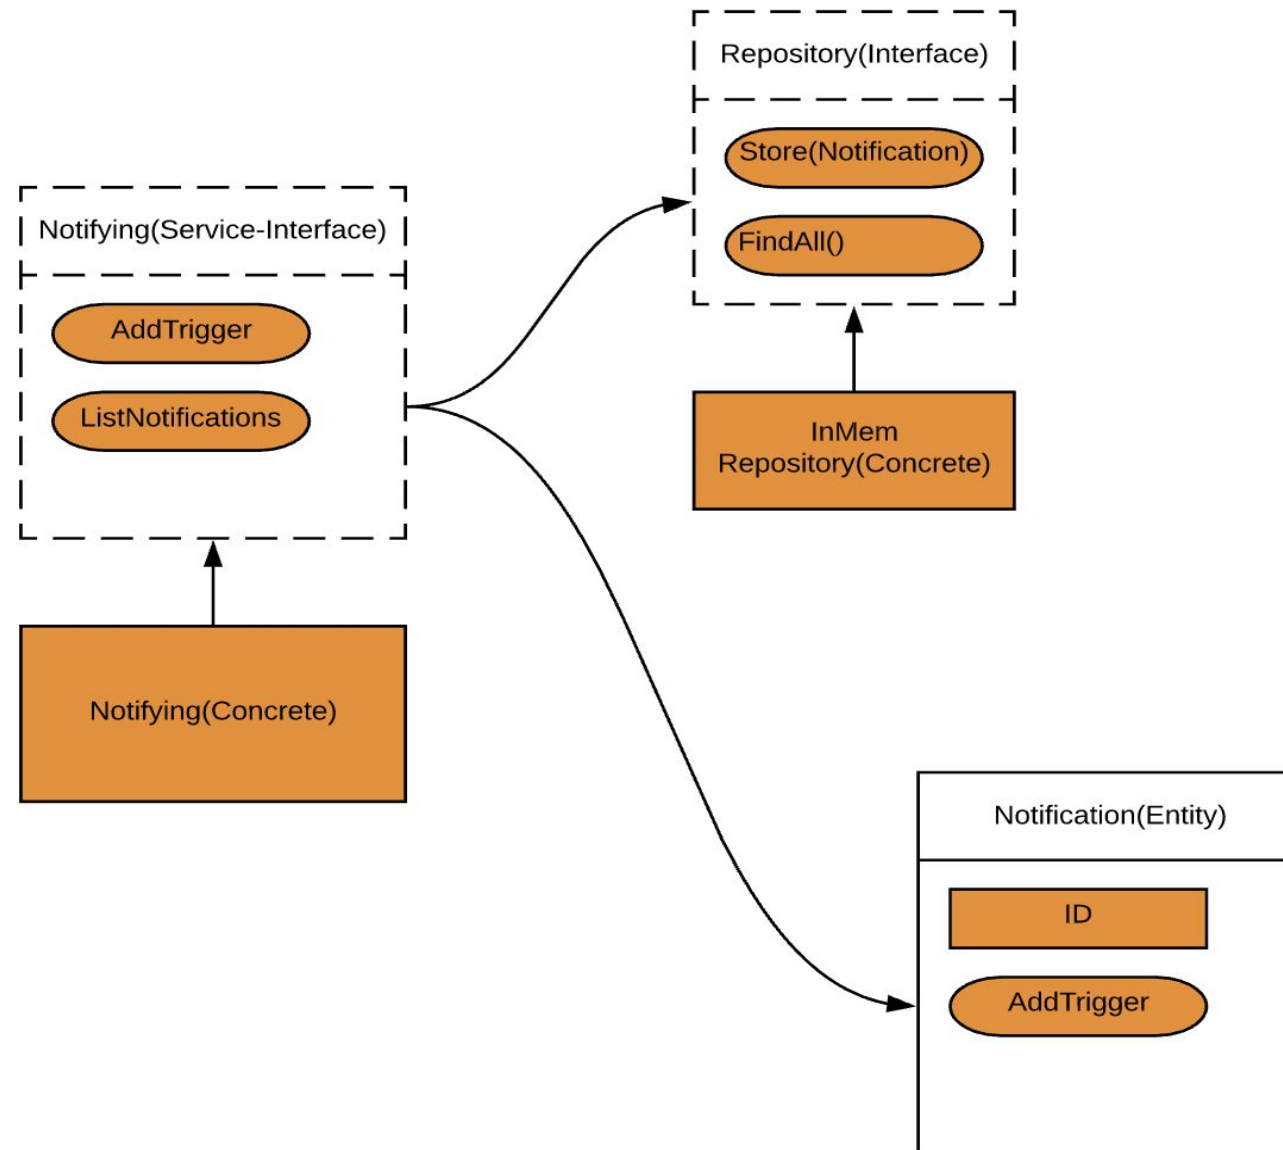 Repository(Interface)
Store(Notification)
FindAll()
Notifying(Service-Interface)
AddTrigger
ListNotifications
InMem
Repository(Concrete)
Notifying(Concrete)
Notification(Entity)
ID
AddTrigger